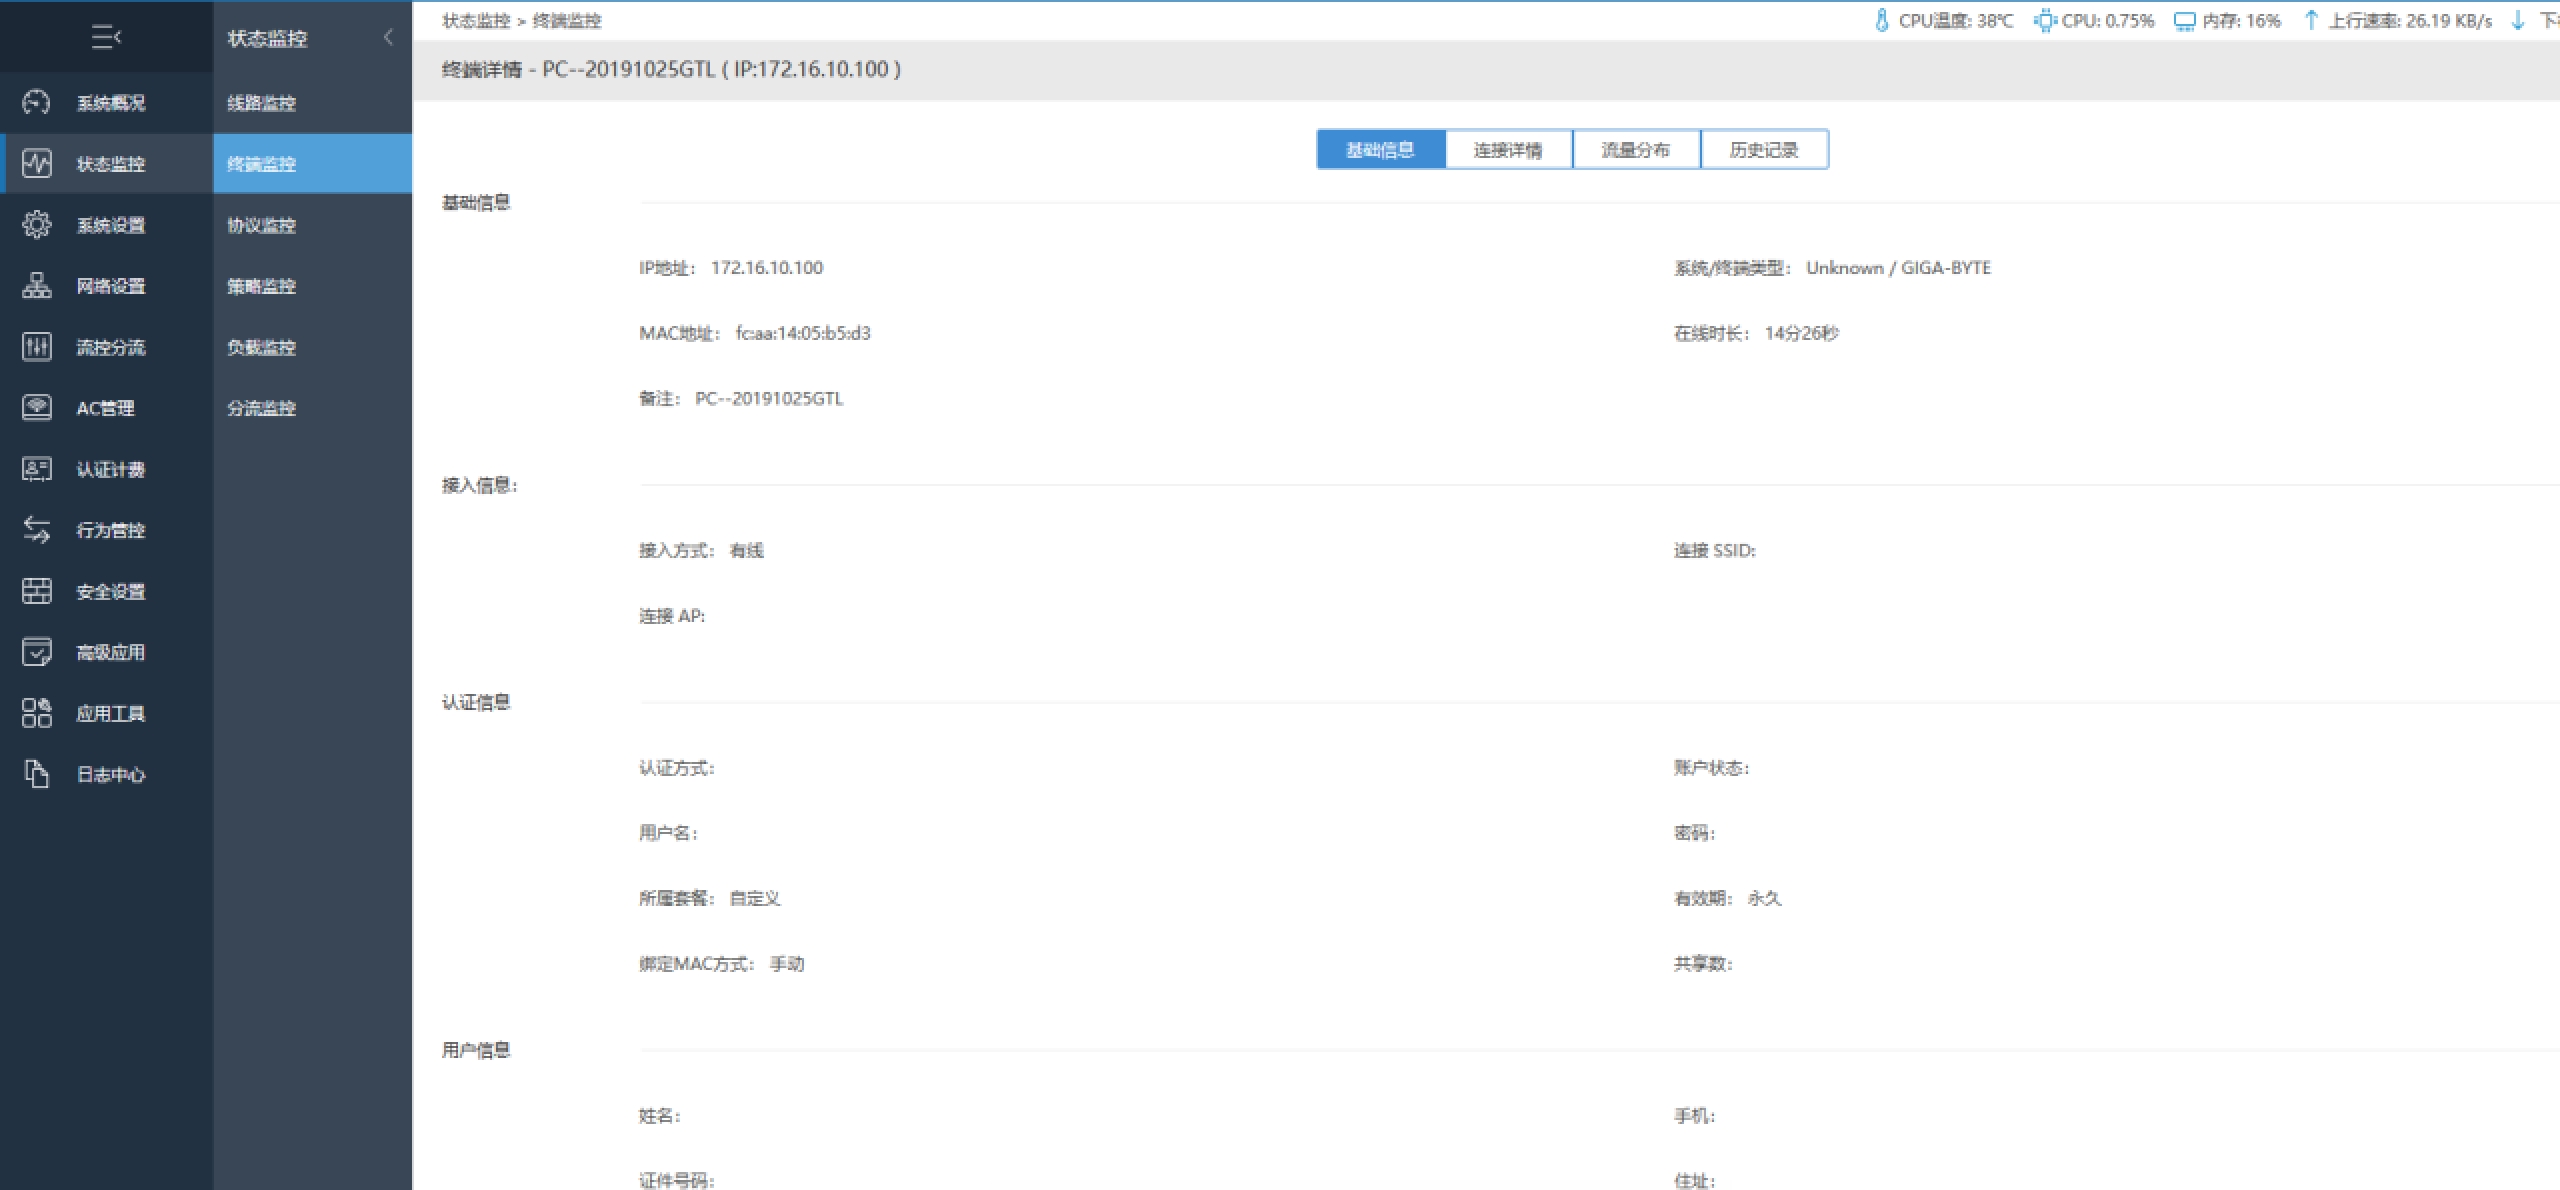 状态监控 > 终端监控
CPU温度: 38℃ CPU: 0.75% 内存: 16% 上行速率: 26.19 KB/s 下
终端详情 - PC--20191025GTL ( IP:172.16.10.100 )
系统概况
状态监控
系统设置
网络设置
流控分流
AC管理
认证计费
行为管控
安全设置
高级应用
应用工具
日志中心
状态监控
线路监控
终端监控
协议监控
策略监控
负载监控
分流监控
基础信息 连接详情 流量分布 历史记录
基础信息
IP地址: 172.16.10.100 系统/终端类型: Unknown / GIGA-BYTE
MAC地址: fc:aa:14:05:b5:d3 在线时长: 14分26秒
备注: PC--20191025GTL
接入信息:
接入方式: 有线 连接 SSID:
连接 AP:
认证信息
认证方式: 账户状态:
用户名: 密码:
所属套餐: 自定义 有效期: 永久
绑定MAC方式: 手动 共享数:
用户信息
姓名: 手机:
证件号码: 住址: